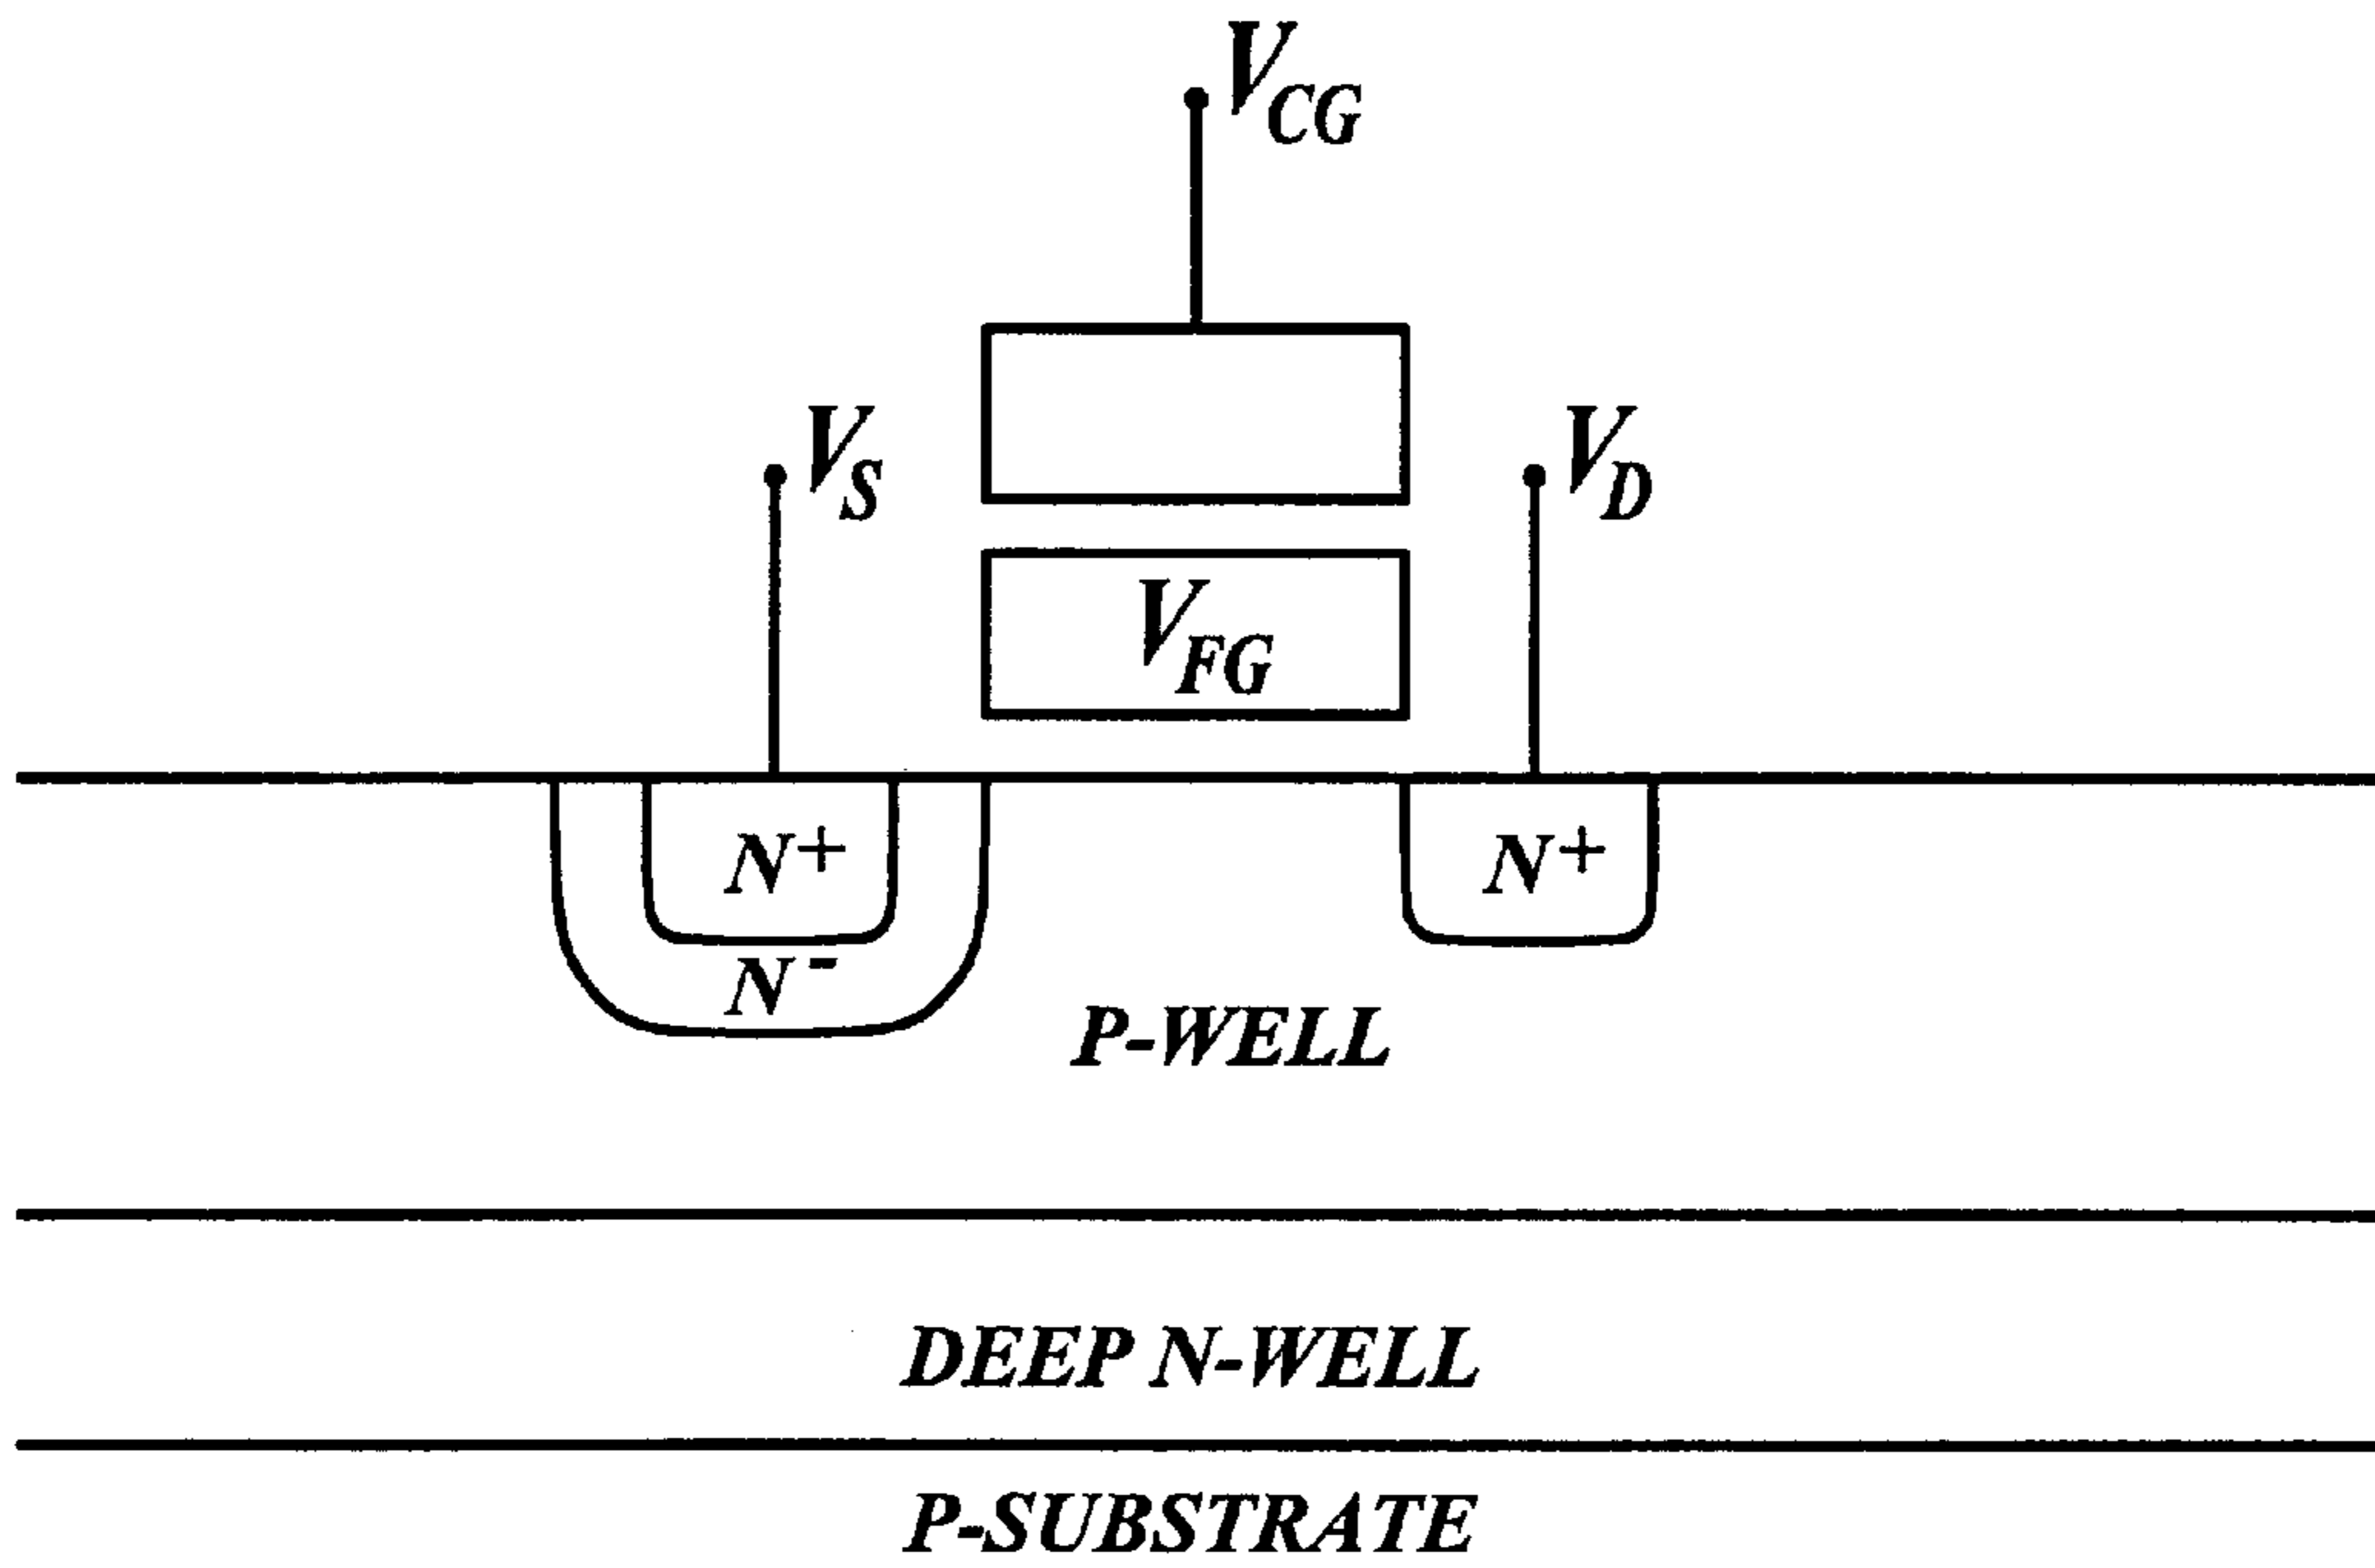 V_CG
V_S
V_D
V_FG
N+
N+
N-
P-WELL
DEEP N-WELL
P-SUBSTRATE